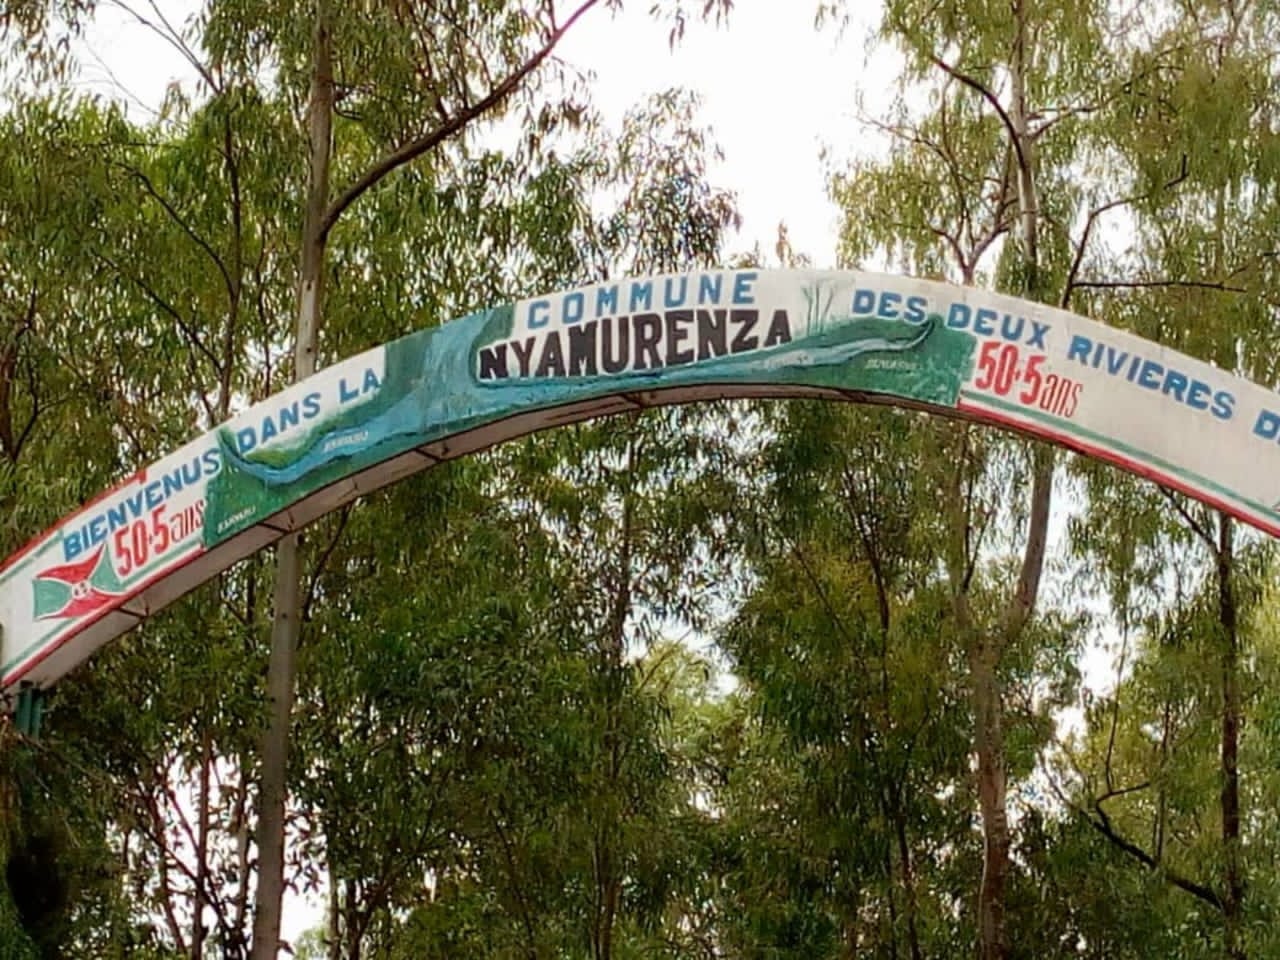 BIENVENUS DANS LA
COMMUNE
NYAMURENZA
DES DEUX RIVIERES
50+5ans
50+5ans